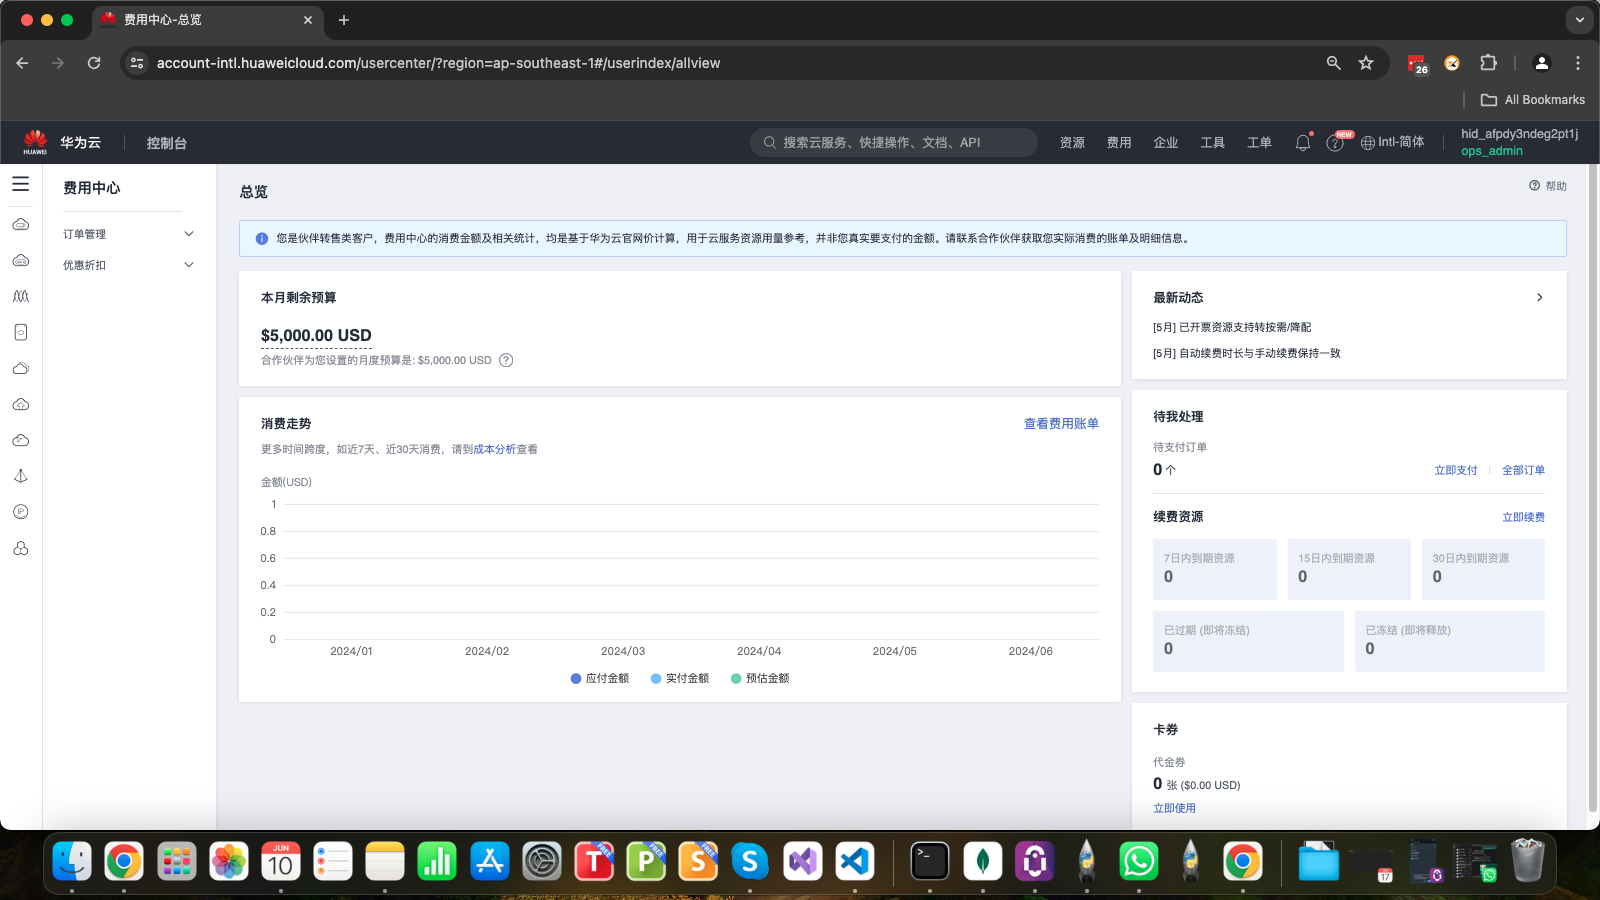 费用中心-总览
account-intl.huaweicloud.com/usercenter/?region=ap-southeast-1#/userindex/allview
26
All Bookmarks
HUAWEI
华为云
控制台
搜索云服务、快捷操作、文档、API
资源
费用
企业
工具
工单
NEW
Intl-简体
hid_afpdy3ndeg2pt1j
ops_admin
费用中心
订单管理
优惠折扣
IP
总览
帮助
您是伙伴转售类客户，费用中心的消费金额及相关统计，均是基于华为云官网价计算，用于云服务资源用量参考，并非您真实要支付的金额。请联系合作伙伴获取您实际消费的账单及明细信息。
本月剩余预算
$5,000.00 USD
合作伙伴为您设置的月度预算是: $5,000.00 USD
消费走势
查看费用账单
更多时间跨度，如近7天、近30天消费，请到成本分析查看
金额(USD)
1
0.8
0.6
0.4
0.2
0
2024/01
2024/02
2024/03
2024/04
2024/05
2024/06
应付金额
实付金额
预估金额
最新动态
[5月] 已开票资源支持转按需/降配
[5月] 自动续费时长与手动续费保持一致
待我处理
待支付订单
0 个
立即支付
全部订单
续费资源
立即续费
7日内到期资源
0
15日内到期资源
0
30日内到期资源
0
已过期 (即将冻结)
0
已冻结 (即将释放)
0
卡券
代金券
0 张 ($0.00 USD)
立即使用
JUN
10
T
FREE
P
FREE
S
FREE
S
17